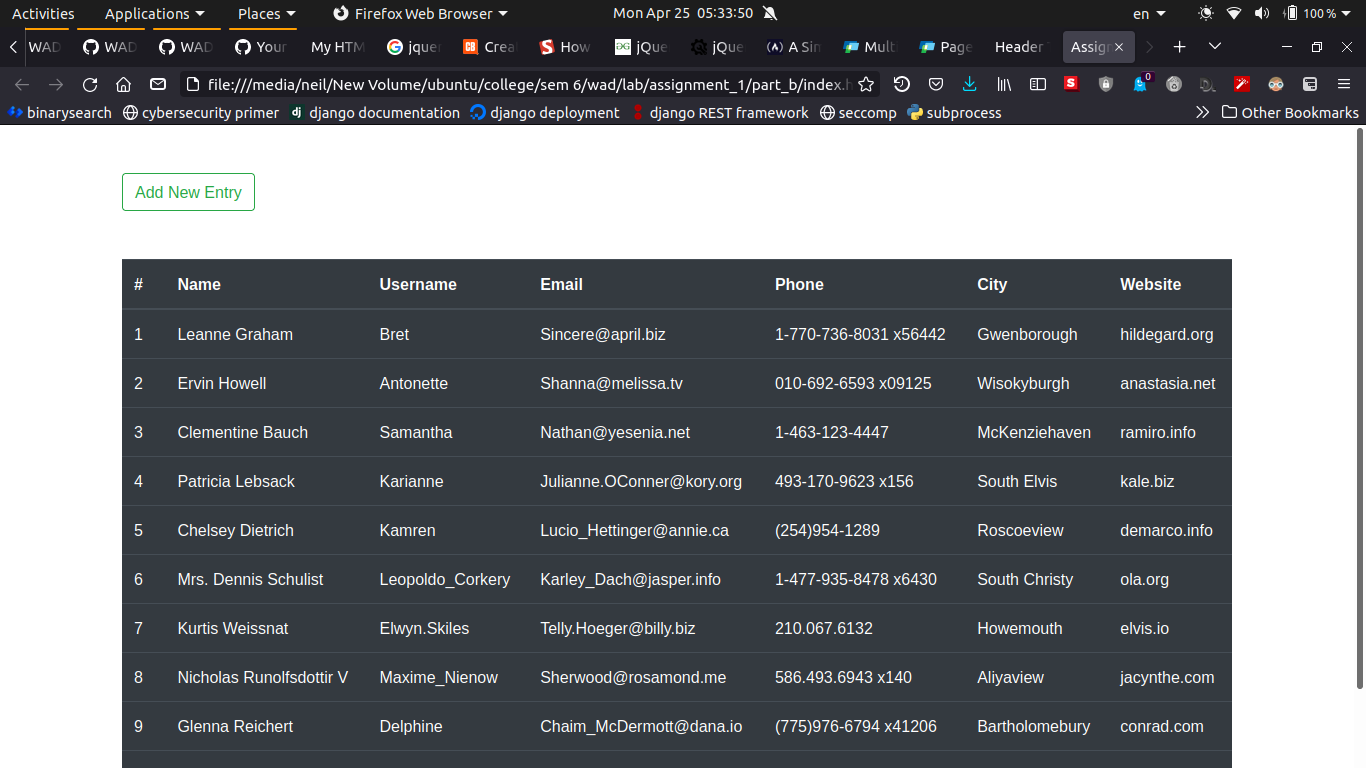 Activities Applications Places Firefox Web Browser Mon Apr 25 05:33:50 en 100 %
WAD WAD WAD Your My HTM jque Crea How jQue jQue A Sin Mult Page Header Assig
file:///media/neil/New Volume/ubuntu/college/sem 6/wad/lab/assignment_1/part_b/index.h
binarysearch cybersecurity primer django documentation django deployment django REST framework seccomp subprocess Other Bookmarks
Add New Entry
# Name Username Email Phone City Website
1 Leanne Graham Bret Sincere@april.biz 1-770-736-8031 x56442 Gwenborough hildegard.org
2 Ervin Howell Antonette Shanna@melissa.tv 010-692-6593 x09125 Wisokyburgh anastasia.net
3 Clementine Bauch Samantha Nathan@yesenia.net 1-463-123-4447 McKenziehaven ramiro.info
4 Patricia Lebsack Karianne Julianne.OConner@kory.org 493-170-9623 x156 South Elvis kale.biz
5 Chelsey Dietrich Kamren Lucio_Hettinger@annie.ca (254)954-1289 Roscoeview demarco.info
6 Mrs. Dennis Schulist Leopoldo_Corkery Karley_Dach@jasper.info 1-477-935-8478 x6430 South Christy ola.org
7 Kurtis Weissnat Elwyn.Skiles Telly.Hoeger@billy.biz 210.067.6132 Howemouth elvis.io
8 Nicholas Runolfsdottir V Maxime_Nienow Sherwood@rosamond.me 586.493.6943 x140 Aliyaview jacynthe.com
9 Glenna Reichert Delphine Chaim_McDermott@dana.io (775)976-6794 x41206 Bartholomebury conrad.com